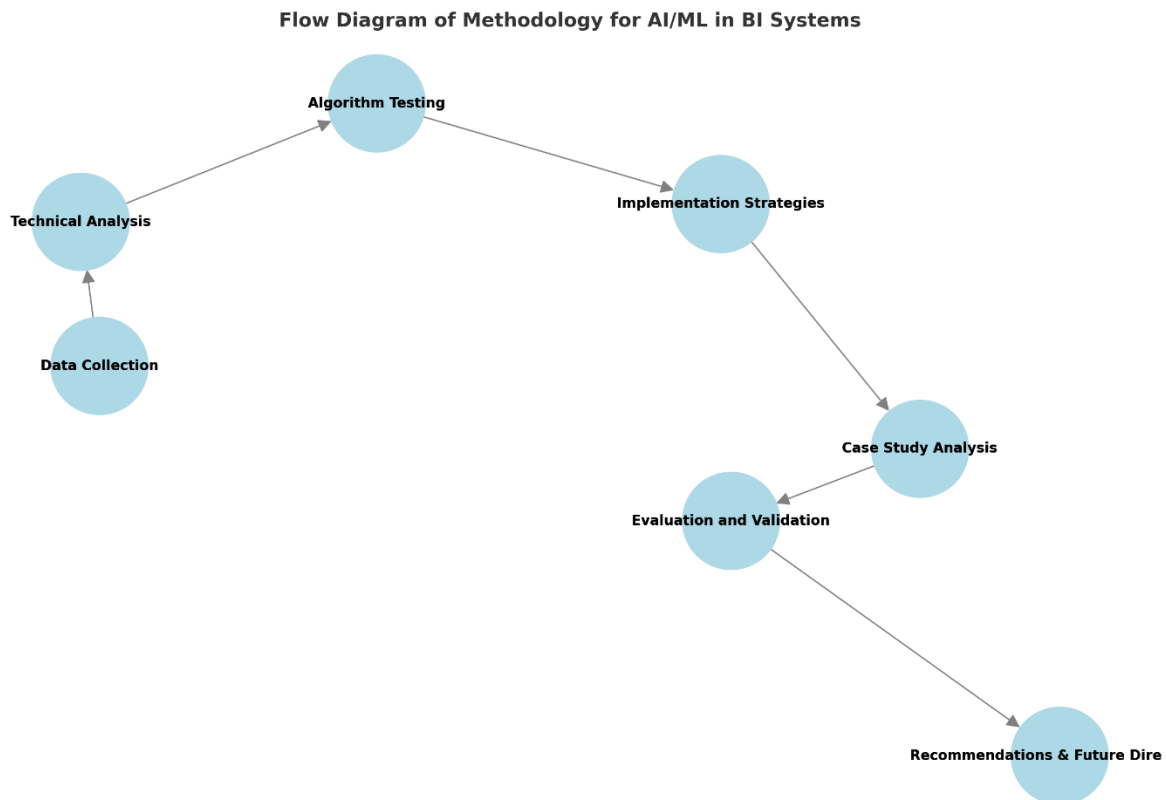 Flow Diagram of Methodology for AI/ML in BI Systems
Algorithm Testing
Implementation Strategies
Technical Analysis
Data Collection
Case Study Analysis
Evaluation and Validation
Recommendations & Future Dire